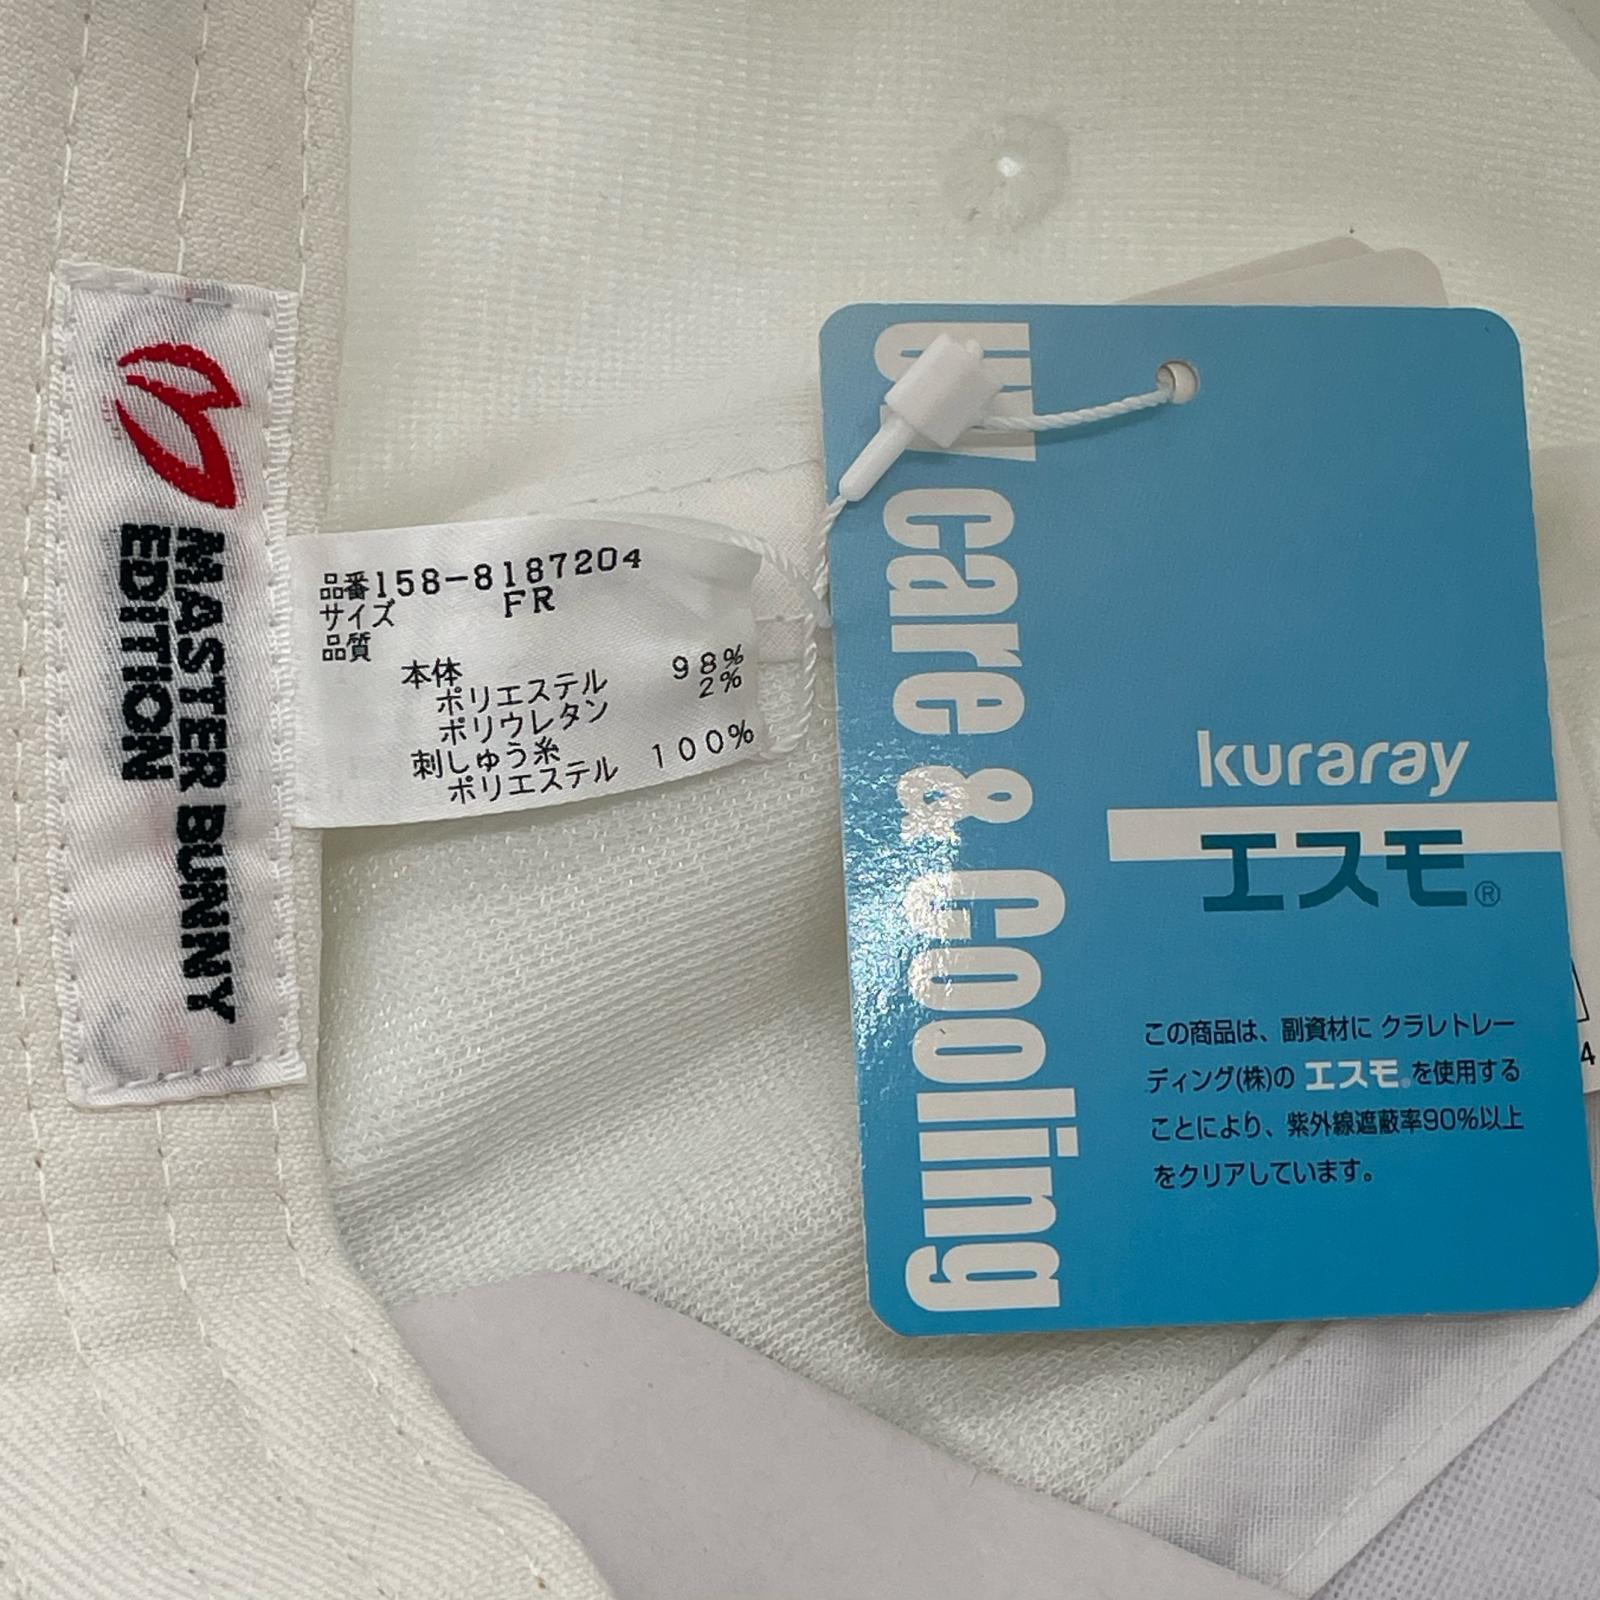 MASTER BUNNY
EDITION
品番158-8187204
サイズ FR
品質
本体
ポリエステル 98%
ポリウレタン 2%
刺しゅう糸
ポリエステル 100%
UV care & Cooling
kuraray
エスモ®
この商品は、副資材に クラレトレー
ディング(株)の エスモ®を使用する
ことにより、紫外線遮蔽率90%以上
をクリアしています。
4